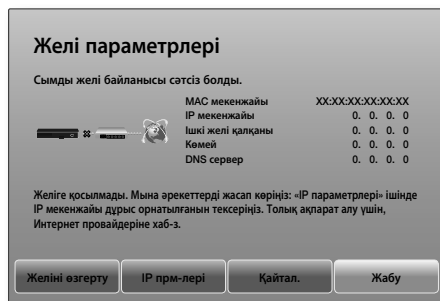 Желі параметрлері
Сымды желі байланысы сәтсіз болды.
MAC мекенжайы XX:XX:XX:XX:XX:XX
IP мекенжайы 0. 0. 0. 0
Ішкі желі қалқаны 0. 0. 0. 0
Көмей 0. 0. 0. 0
DNS сервер 0. 0. 0. 0
Желіге қосылмады. Мына әрекеттерді жасап көріңіз: «IP параметрлері» ішінде
IP мекенжайы дұрыс орнатылғанын тексеріңіз. Толық ақпарат алу үшін,
Интернет провайдеріне хаб-з.
Желіні өзгерту IP прм-лері Қайтал. Жабу